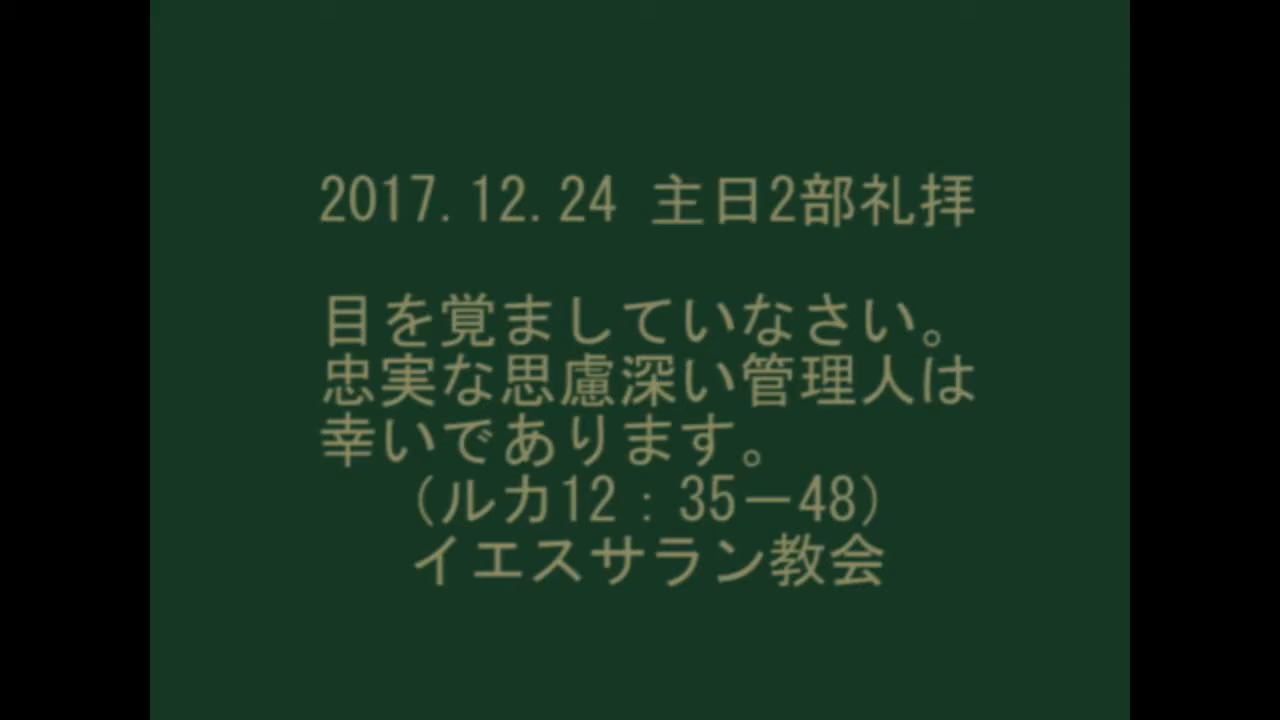 2017.12.24 主日2部礼拝
目を覚ましていなさい。
忠実な思慮深い管理人は
幸いであります。
（ルカ12：35－48）
イエスサラン教会